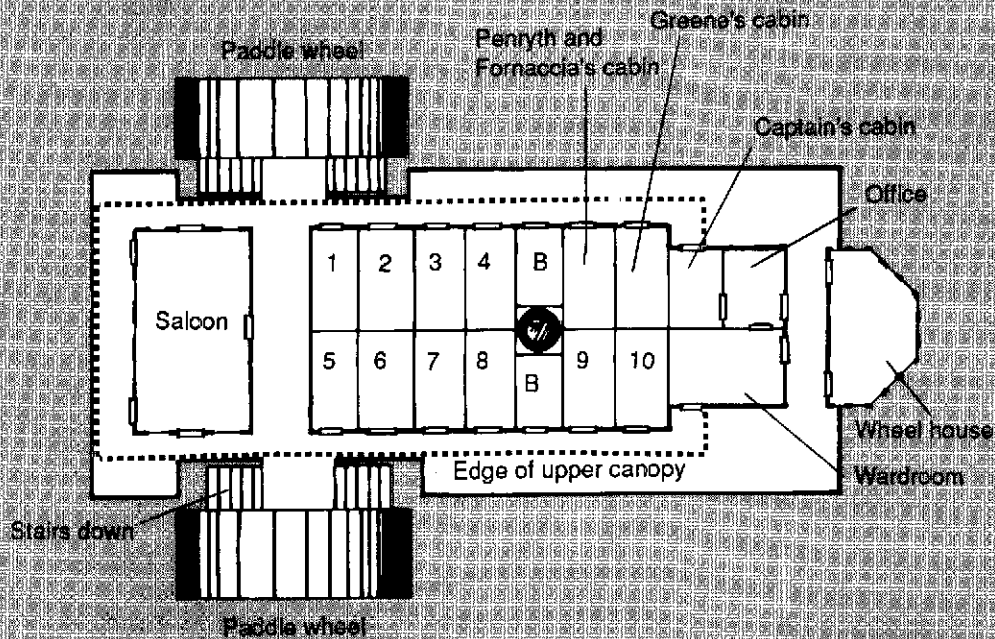 Greene's cabin
Penryth and
Fornaccia's cabin
Paddle wheel
Captain's cabin
Office
1 2 3 4 B
Saloon
5 6 7 8 B 9 10
Wheel house
Edge of upper canopy
Wardroom
Stairs down
Paddle wheel